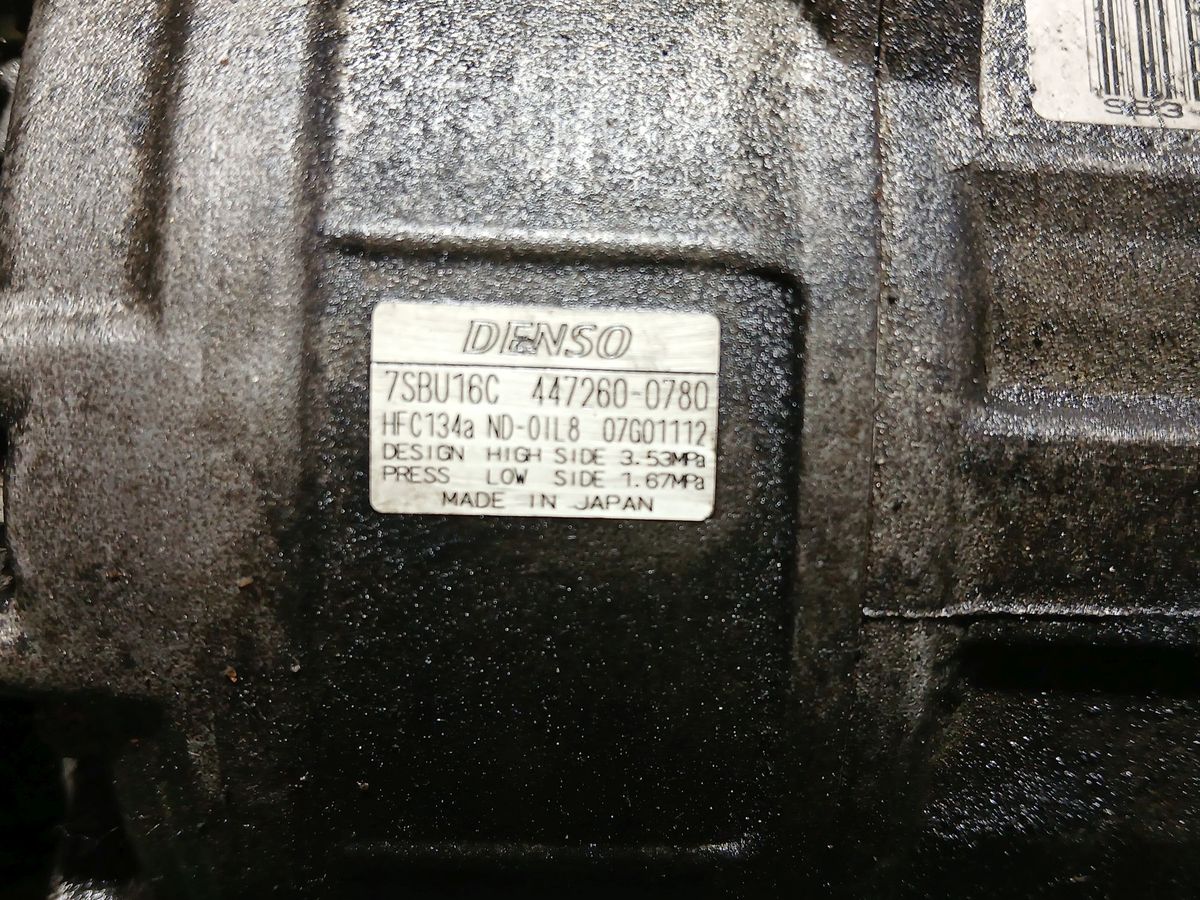 SB3
DENSO
7SBU16C 447260-0780
HFC134a ND-OIL8 07G01112
DESIGN HIGH SIDE 3.53MPa
PRESS LOW SIDE 1.67MPa
MADE IN JAPAN